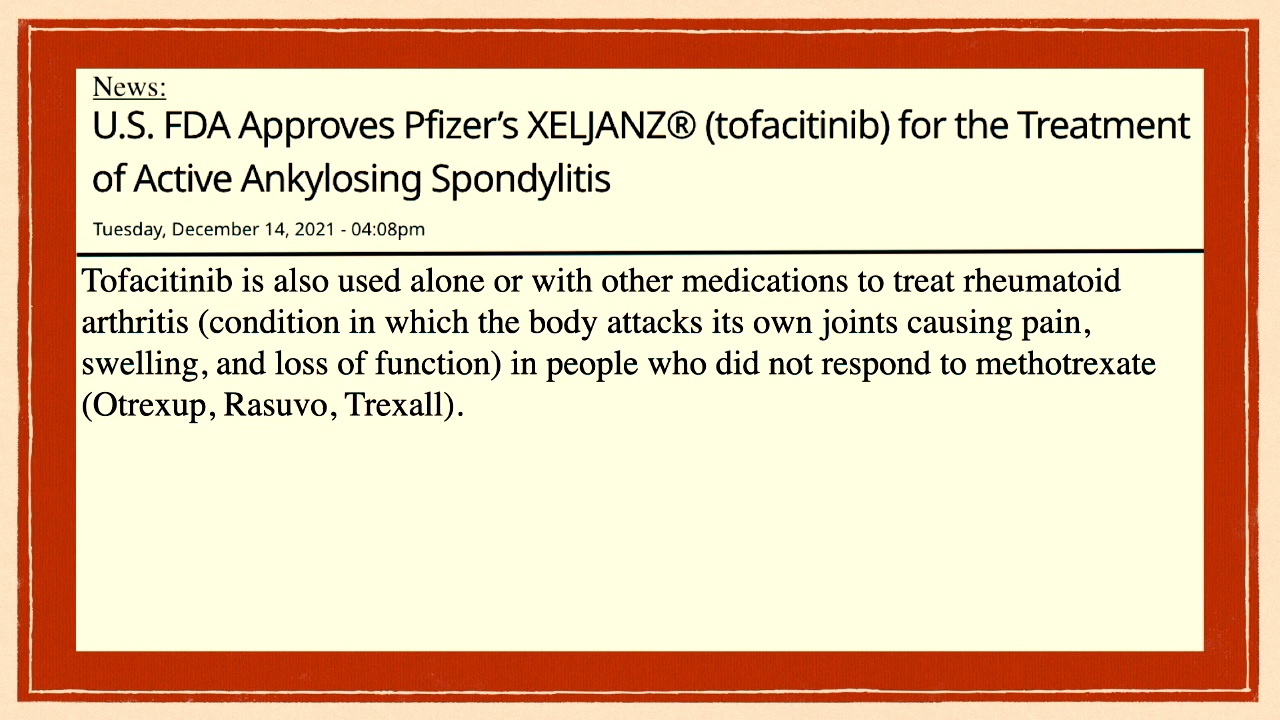 News:
U.S. FDA Approves Pfizer’s XELJANZ® (tofacitinib) for the Treatment
of Active Ankylosing Spondylitis
Tuesday, December 14, 2021 - 04:08pm
Tofacitinib is also used alone or with other medications to treat rheumatoid
arthritis (condition in which the body attacks its own joints causing pain,
swelling, and loss of function) in people who did not respond to methotrexate
(Otrexup, Rasuvo, Trexall).